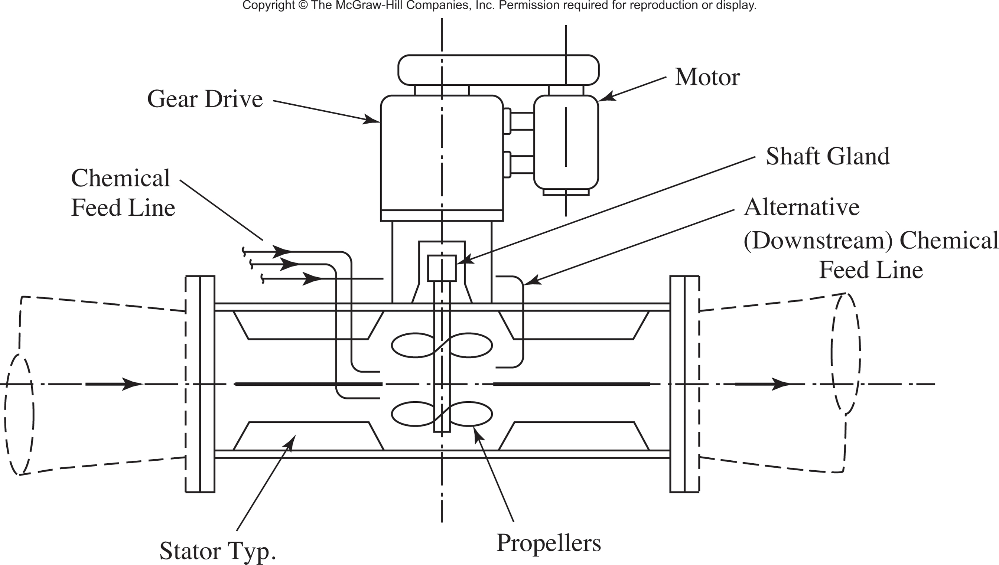 Copyright © The McGraw-Hill Companies, Inc. Permission required for reproduction or display.
Motor
Gear Drive
Shaft Gland
Chemical
Feed Line
Alternative
(Downstream) Chemical
Feed Line
Propellers
Stator Typ.